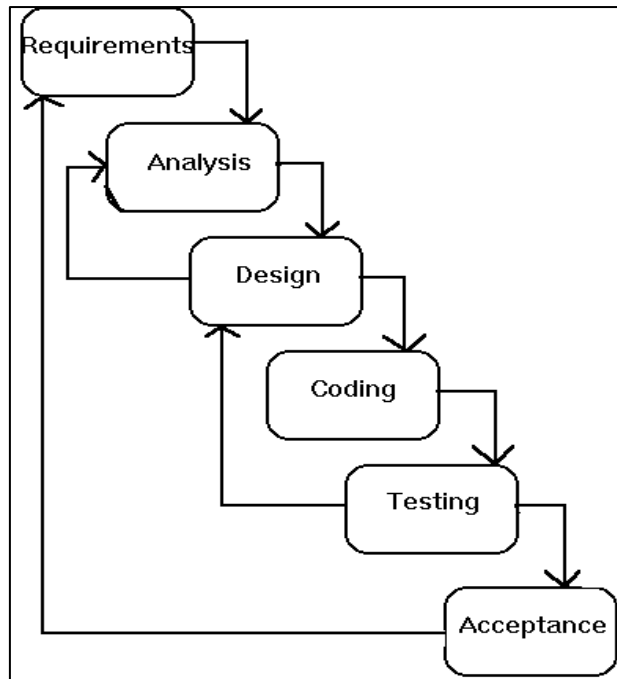 Requirements
Analysis
Design
Coding
Testing
Acceptance